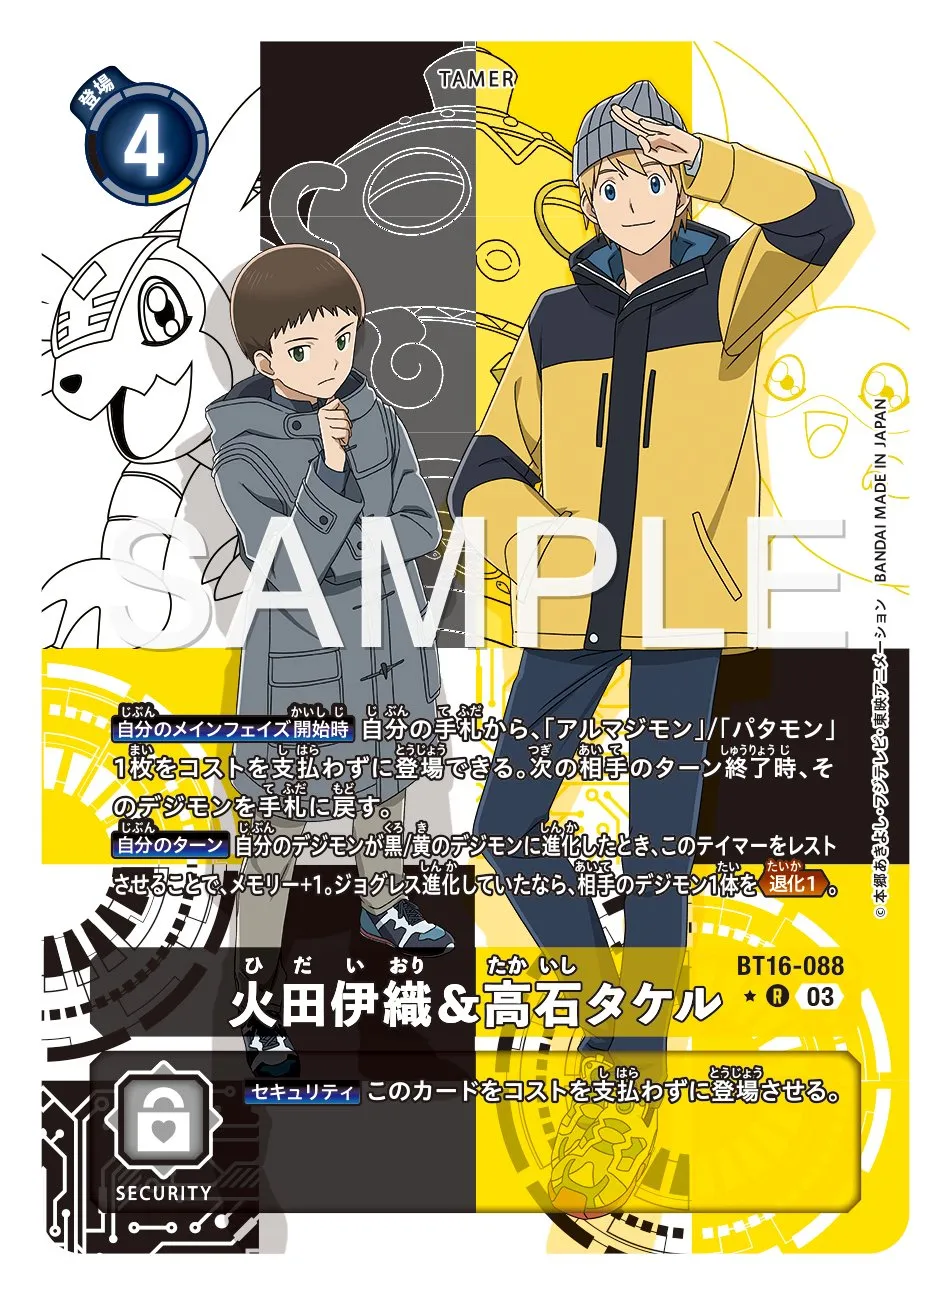 TAMER
登場
4
SAMPLE
自分のメインフェイズ開始時 自分の手札から、「アルマジモン」/「パタモン」
1枚をコストを支払わずに登場できる。次の相手のターン終了時、そ
のデジモンを手札に戻す。
自分のターン 自分のデジモンが黒/黄のデジモンに進化したとき、このテイマーをレスト
させることで、メモリー+1。ジョグレス進化していたなら、相手のデジモン1体を 退化1 。
©本郷あきよし・フジテレビ・東映アニメーション BANDAI MADE IN JAPAN
BT16-088
ひだいおり たかいし
火田伊織&高石タケル
★ R 03
セキュリティ このカードをコストを支払わずに登場させる。
SECURITY